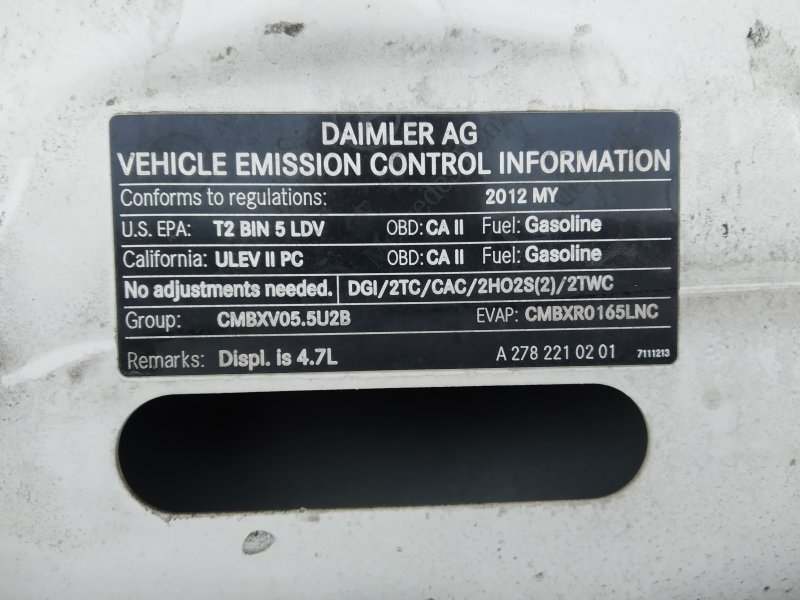 DAIMLER AG
VEHICLE EMISSION CONTROL INFORMATION
Conforms to regulations: 2012 MY
U.S. EPA: T2 BIN 5 LDV OBD: CA II Fuel: Gasoline
California: ULEV II PC OBD: CA II Fuel: Gasoline
No adjustments needed. DGI/2TC/CAC/2HO2S(2)/2TWC
Group: CMBXV05.5U2B EVAP: CMBXR0165LNC
Remarks: Displ. is 4.7L A 278 221 02 01 7111213